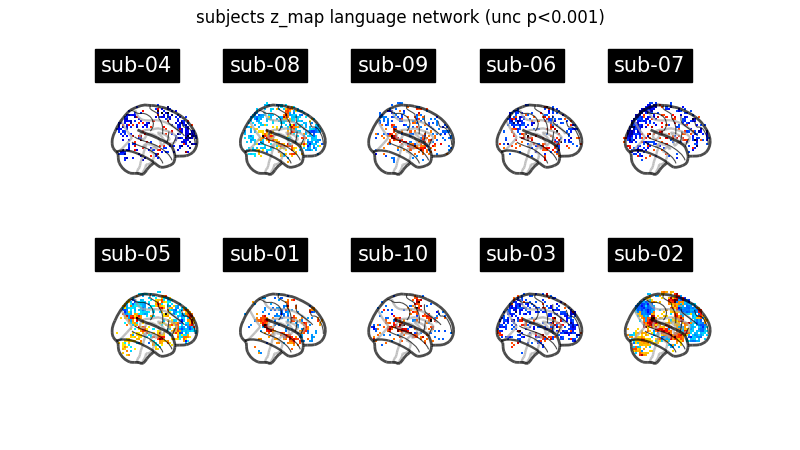 subjects z_map language network (unc p<0.001)
sub-04 sub-08 sub-09 sub-06 sub-07
sub-05 sub-01 sub-10 sub-03 sub-02